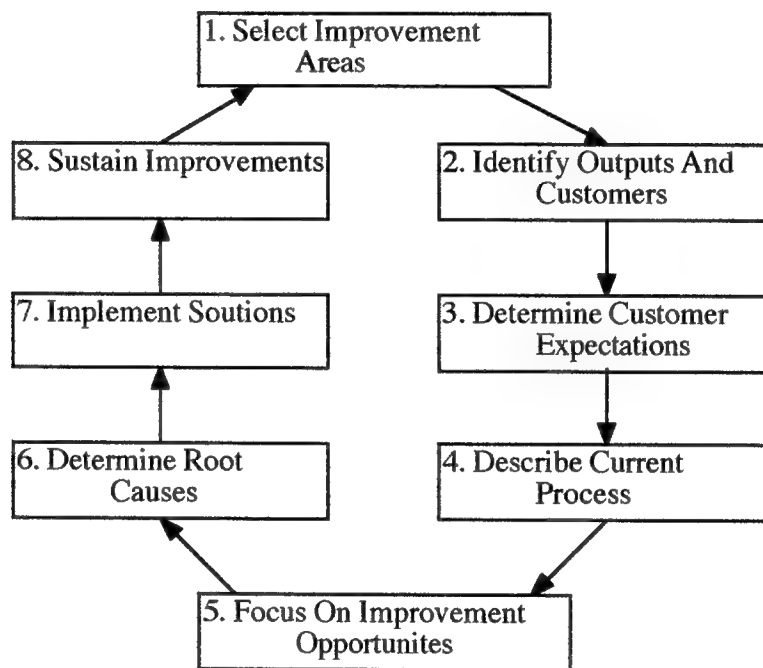 1. Select Improvement
Areas
2. Identify Outputs And
Customers
3. Determine Customer
Expectations
4. Describe Current
Process
5. Focus On Improvement
Opportunites
6. Determine Root
Causes
7. Implement Soutions
8. Sustain Improvements